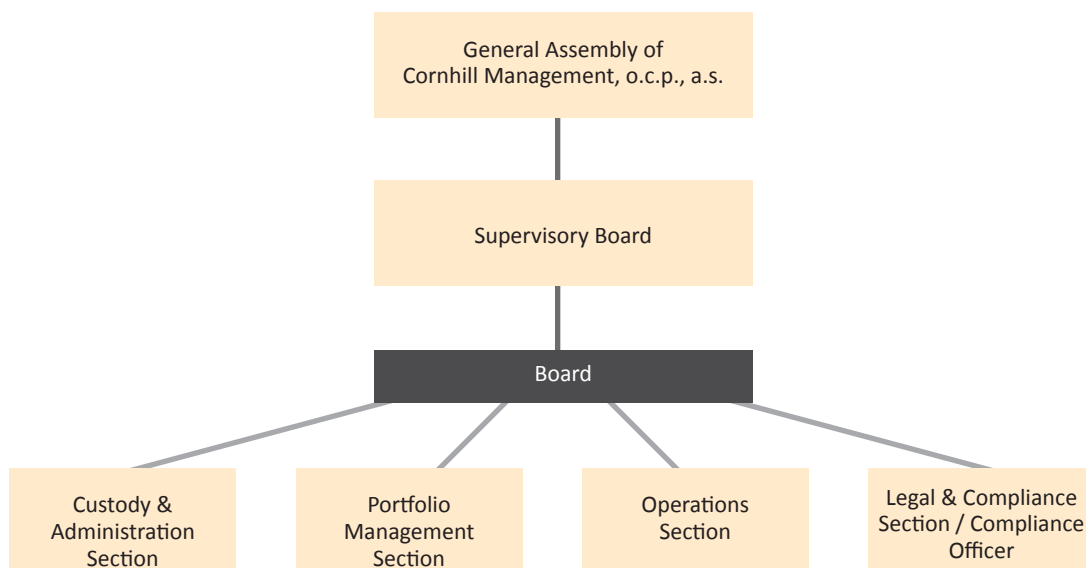 General Assembly of
Cornhill Management, o.c.p., a.s.
Supervisory Board
Board
Custody &
Administration
Section
Portfolio
Management
Section
Operations
Section
Legal & Compliance
Section / Compliance
Officer